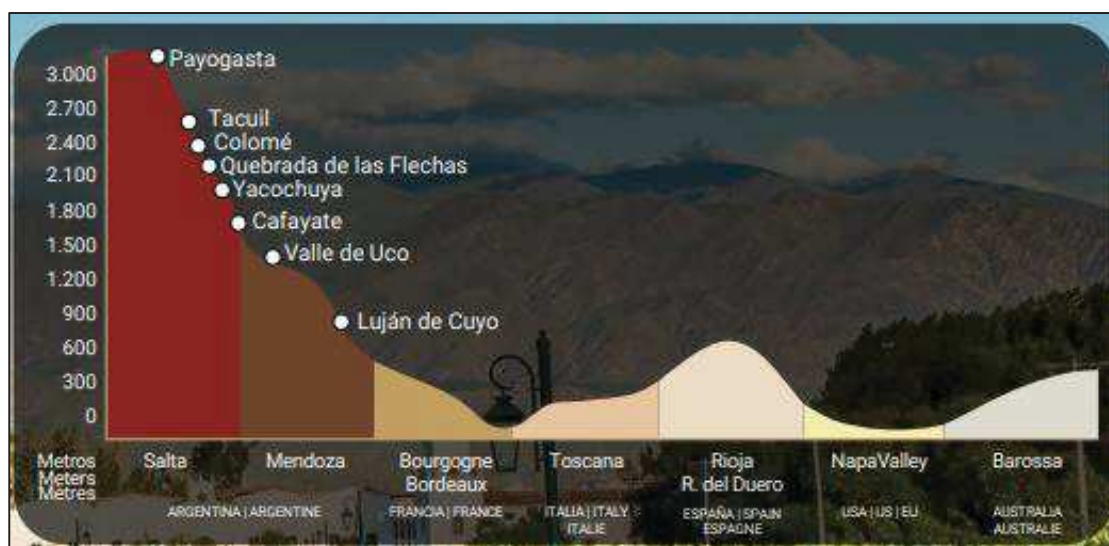 3.000
2.700
2.400
2.100
1.800
1.500
1.200
900
600
300
0
Payogasta
Tacuil
Colomé
Quebrada de las Flechas
Yacochuya
Cafayate
Valle de Uco
Luján de Cuyo
Metros
Meters
Mètres
Salta
Mendoza
ARGENTINA | ARGENTINE
Bourgogne
Bordeaux
FRANCIA | FRANCE
Toscana
ITALIA | ITALY
ITALIE
Rioja
R. del Duero
ESPAÑA | SPAIN
ESPAGNE
NapaValley
USA | US | EU
Barossa
AUSTRALIA
AUSTRALIE